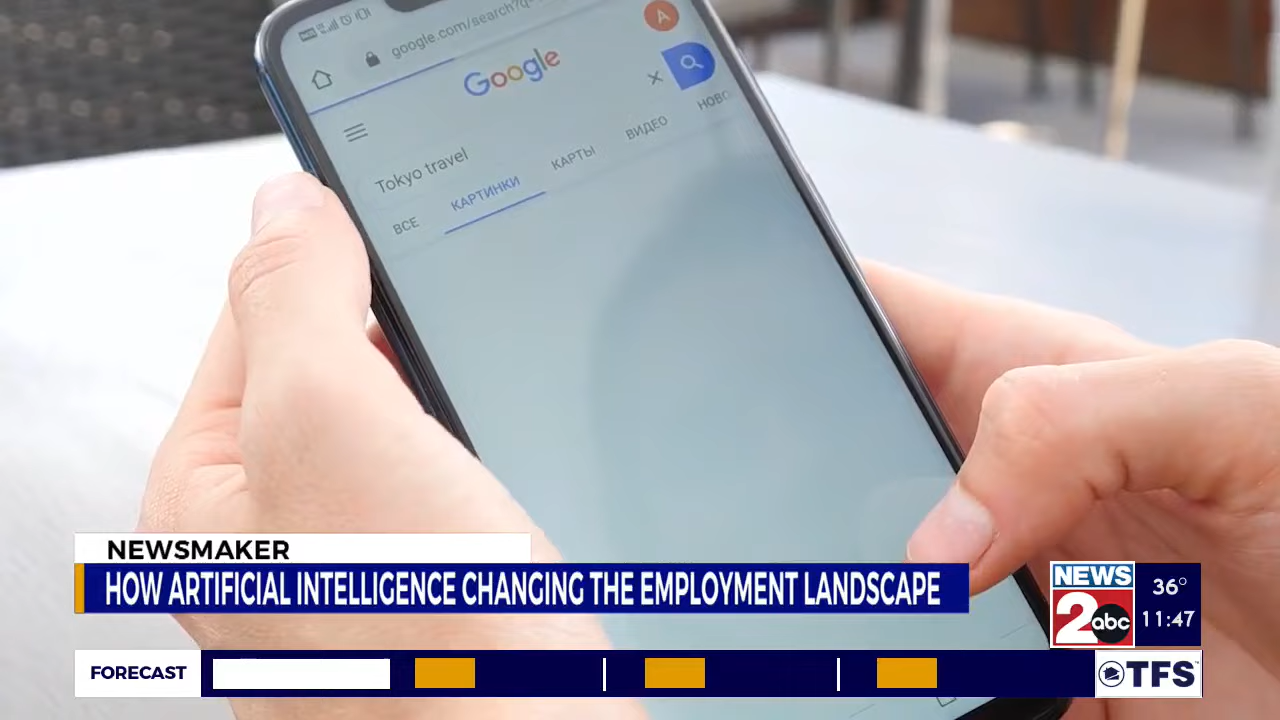 google.com/search?q=
A
Google
Tokyo travel
ВСЕ КАРТИНКИ КАРТЫ ВИДЕО НОВО
NEWSMAKER
HOW ARTIFICIAL INTELLIGENCE CHANGING THE EMPLOYMENT LANDSCAPE
NEWS
2 abc
36°
11:47
FORECAST
TFS